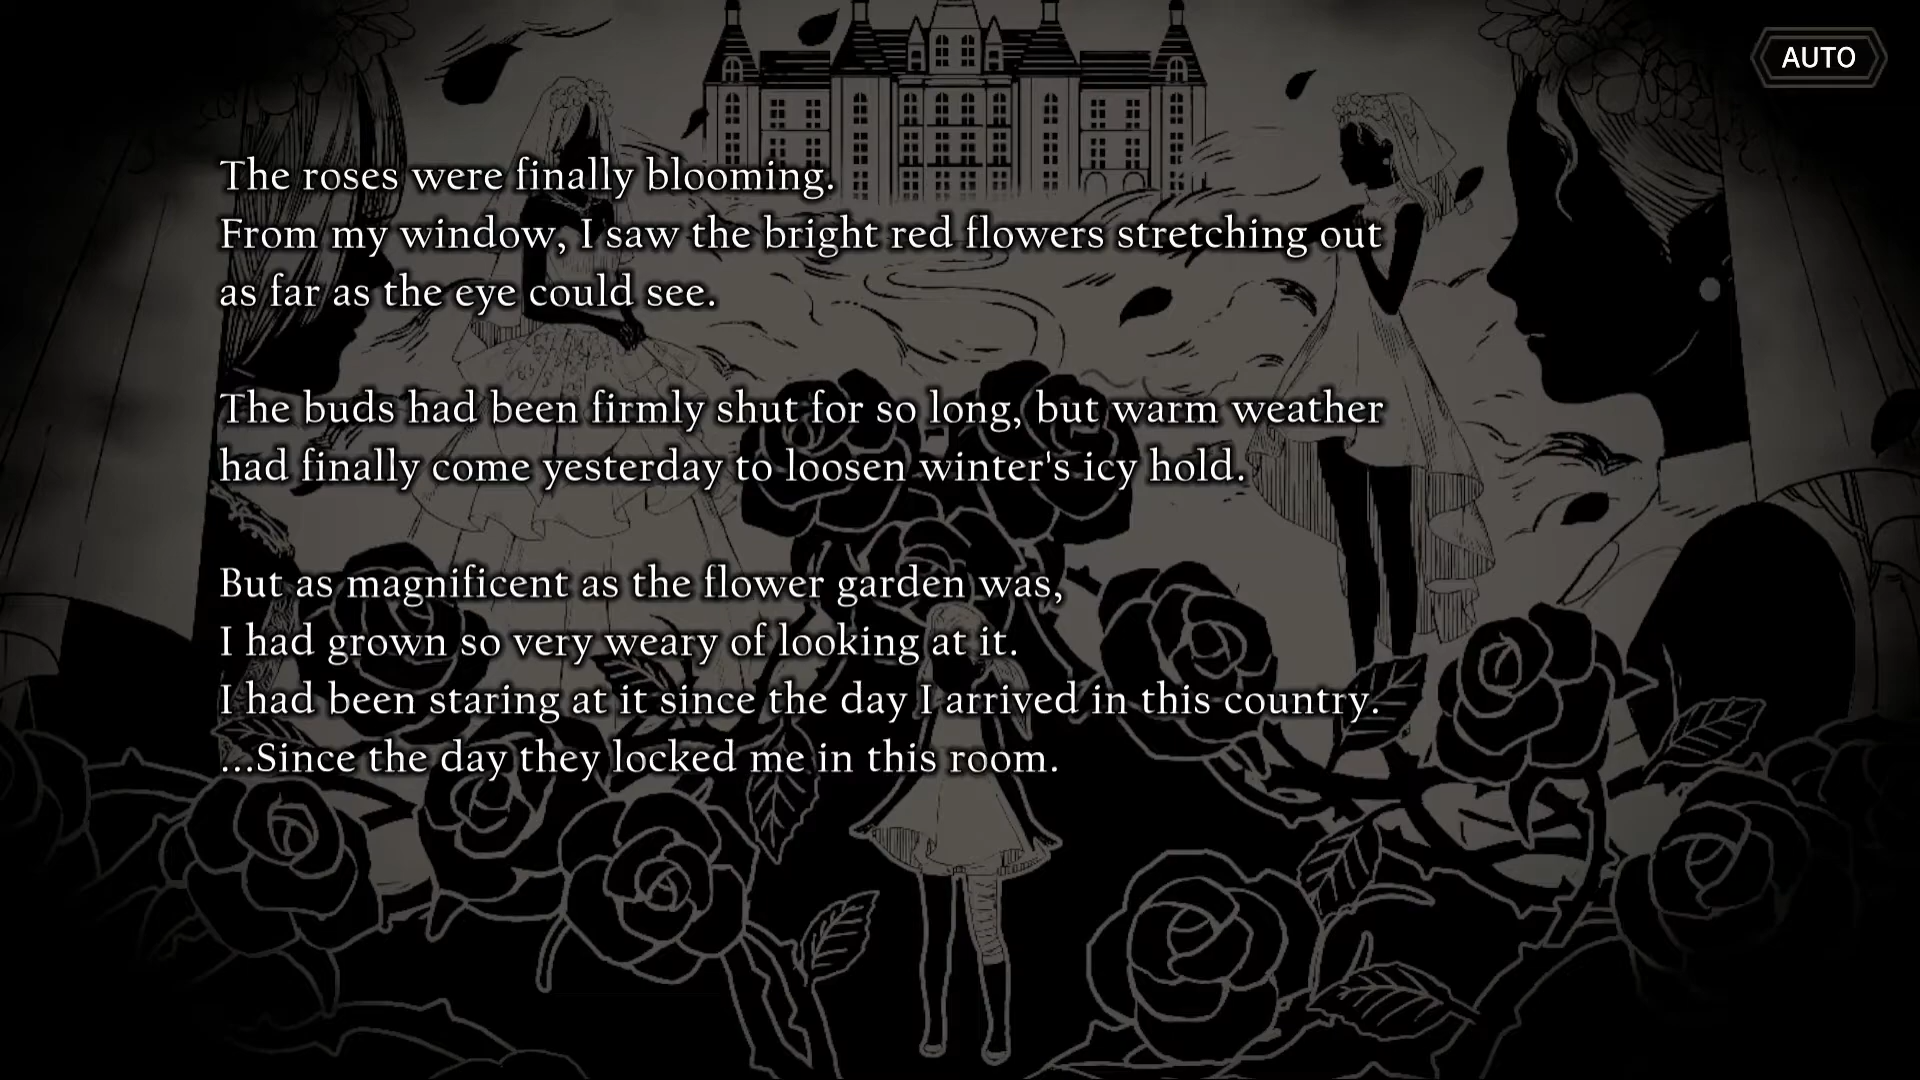 AUTO
The roses were finally blooming.
From my window, I saw the bright red flowers stretching out
as far as the eye could see.
The buds had been firmly shut for so long, but warm weather
had finally come yesterday to loosen winter's icy hold.
But as magnificent as the flower garden was,
I had grown so very weary of looking at it.
I had been staring at it since the day I arrived in this country.
...Since the day they locked me in this room.